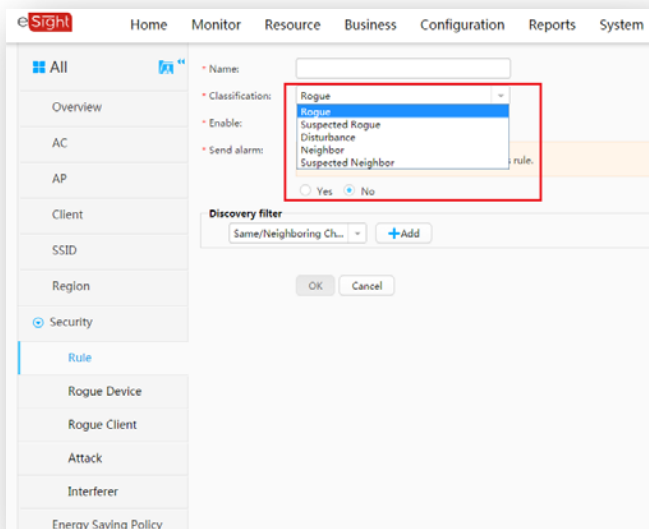 eSight
Home Monitor Resource Business Configuration Reports System
All
Overview
AC
AP
Client
SSID
Region
Security
Rule
Rogue Device
Rogue Client
Attack
Interferer
Energy Saving Policy
* Name:
* Classification: Rogue
Rogue
Suspected Rogue
Disturbance
Neighbor
Suspected Neighbor
* Enable:
* Send alarm:
s rule.
Yes No
Discovery filter
Same/Neighboring Ch... Add
OK Cancel